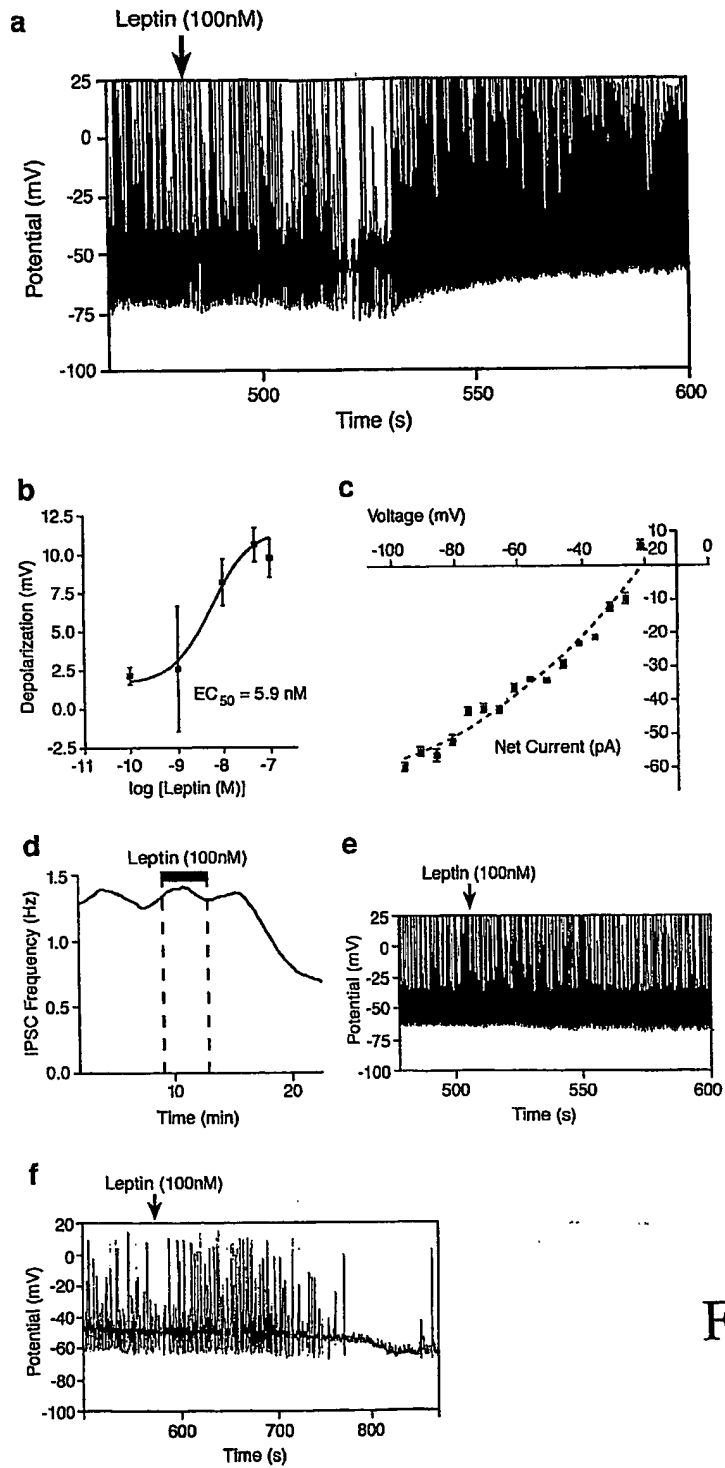 a
Leptin (100nM)
25
0
-25
-50
-75
-100
Potential (mV)
500
550
600
Time (s)
b
12.5
10.0
7.5
5.0
2.5
0.0
-2.5
Depolarization (mV)
EC50 = 5.9 nM
-11
-10
-9
-8
-7
log [Leptin (M)]
c
Voltage (mV)
-100
-80
-60
-40
-20
0
10
-10
-20
-30
-40
-50
-60
Net Current (pA)
d
Leptin (100nM)
1.5
1.0
0.5
0.0
IPSC Frequency (Hz)
10
20
Time (min)
e
Leptin (100nM)
25
0
-25
-50
-75
-100
Potential (mV)
500
550
600
Time (s)
f
Leptin (100nM)
20
0
-20
-40
-60
-80
-100
Potential (mV)
600
700
800
Time (s)
F